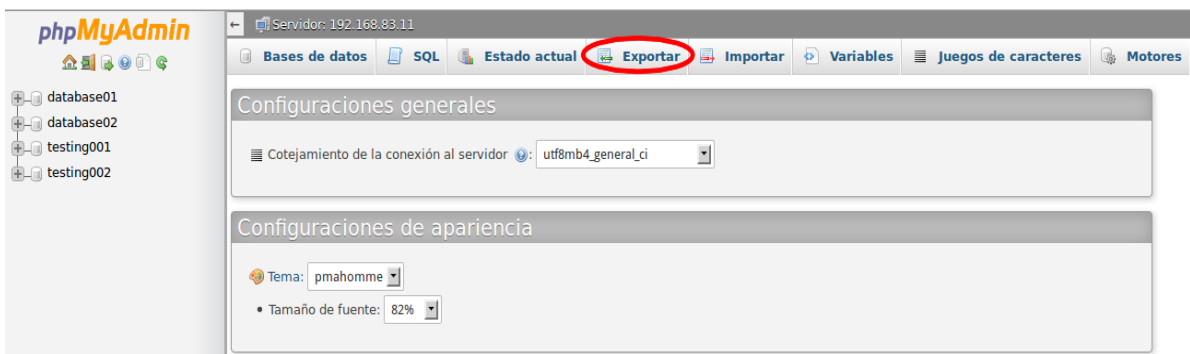 phpMyAdmin
Servidor: 192.168.83.11
Bases de datos SQL Estado actual Exportar Importar Variables Juegos de caracteres Motores
database01
database02
testing001
testing002
Configuraciones generales
Cotejamiento de la conexión al servidor : utf8mb4_general_ci
Configuraciones de apariencia
Tema: pmahomme
• Tamaño de fuente: 82%